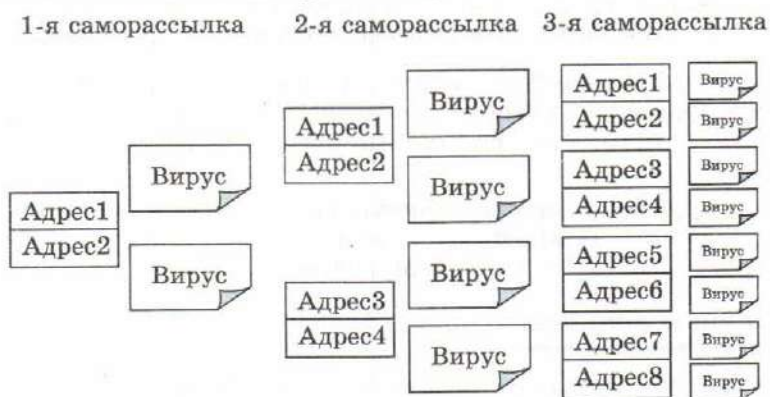 1-я саморассылка
2-я саморассылка
3-я саморассылка
Адрес1
Адрес2
Вирус
Вирус
Адрес1
Адрес2
Вирус
Вирус
Адрес3
Адрес4
Вирус
Вирус
Адрес1
Адрес2
Вирус
Вирус
Адрес3
Адрес4
Вирус
Вирус
Адрес5
Адрес6
Вирус
Вирус
Адрес7
Адрес8
Вирус
Вирус